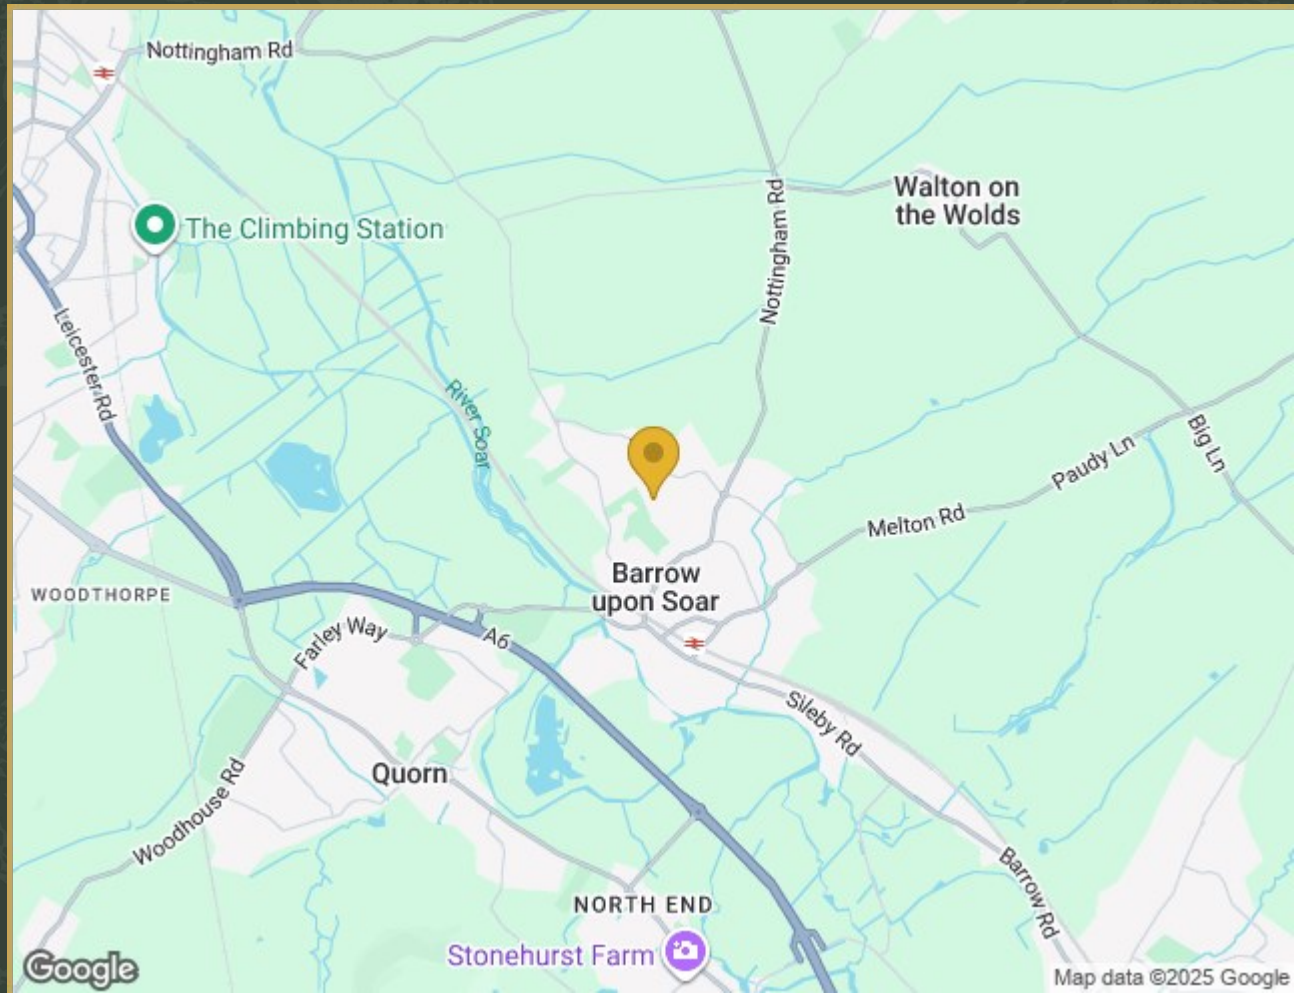 Nottingham Rd
Walton on
the Wolds
Nottingham Rd
The Climbing Station
Leicester Rd
River Soar
Big Ln
Paudy Ln
Melton Rd
Barrow
upon Soar
WOODTHORPE
Farley Way
A6
Sileby Rd
Quorn
Woodhouse Rd
Barrow Rd
NORTH END
Stonehurst Farm
Google
Map data ©2025 Google